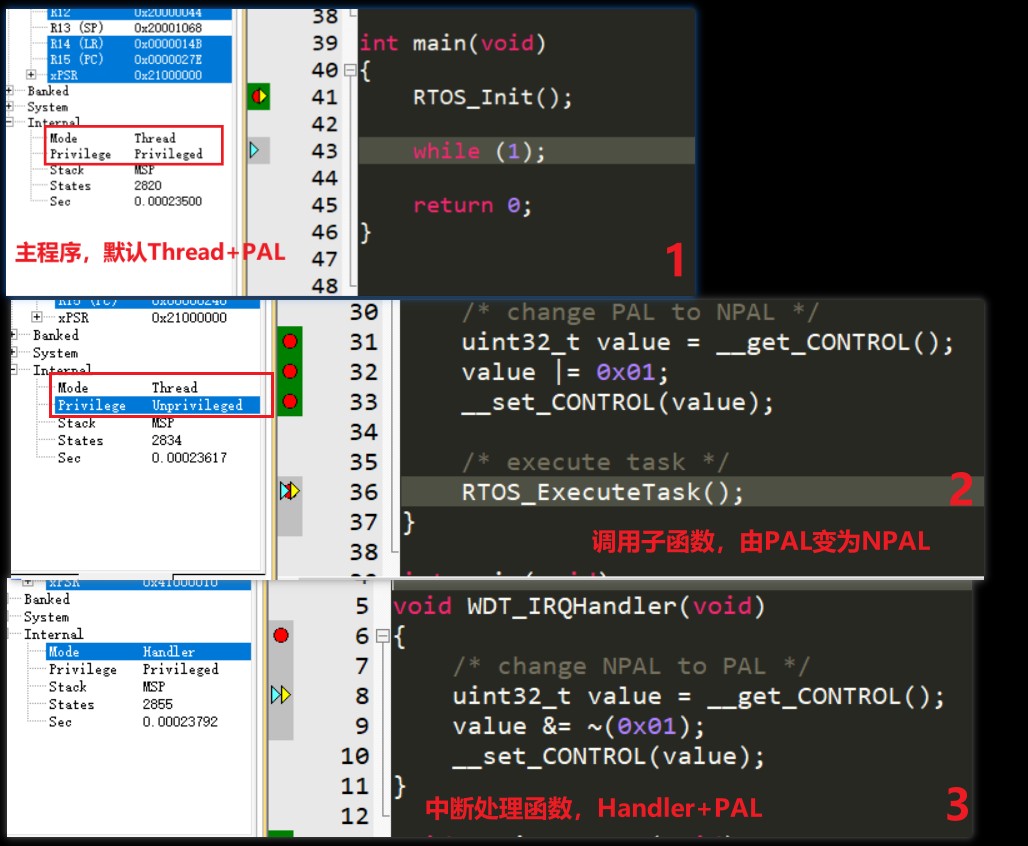 R12 0x20000044
R13 (SP) 0x20001068
R14 (LR) 0x0000014B
R15 (PC) 0x0000027E
xPSR 0x21000000
Banked
System
Internal
Mode Thread
Privilege Privileged
Stack MSP
States 2820
Sec 0.00023500
主程序，默认Thread+PAL
38
39 int main(void)
40 {
41 RTOS_Init();
42
43 while (1);
44
45 return 0;
46 }
47
48
1
R15 (PC) 0x00000240
xPSR 0x21000000
Banked
System
Internal
Mode Thread
Privilege Unprivileged
Stack MSP
States 2834
Sec 0.00023617
30 /* change PAL to NPAL */
31 uint32_t value = __get_CONTROL();
32 value |= 0x01;
33 __set_CONTROL(value);
34
35 /* execute task */
36 RTOS_ExecuteTask();
37 }
38
2
调用子函数，由PAL变为NPAL
xPSR 0x41000010
Banked
System
Internal
Mode Handler
Privilege Privileged
Stack MSP
States 2855
Sec 0.00023792
5 void WDT_IRQHandler(void)
6 {
7 /* change NPAL to PAL */
8 uint32_t value = __get_CONTROL();
9 value &= ~(0x01);
10 __set_CONTROL(value);
11 }
12
中断处理函数，Handler+PAL
3